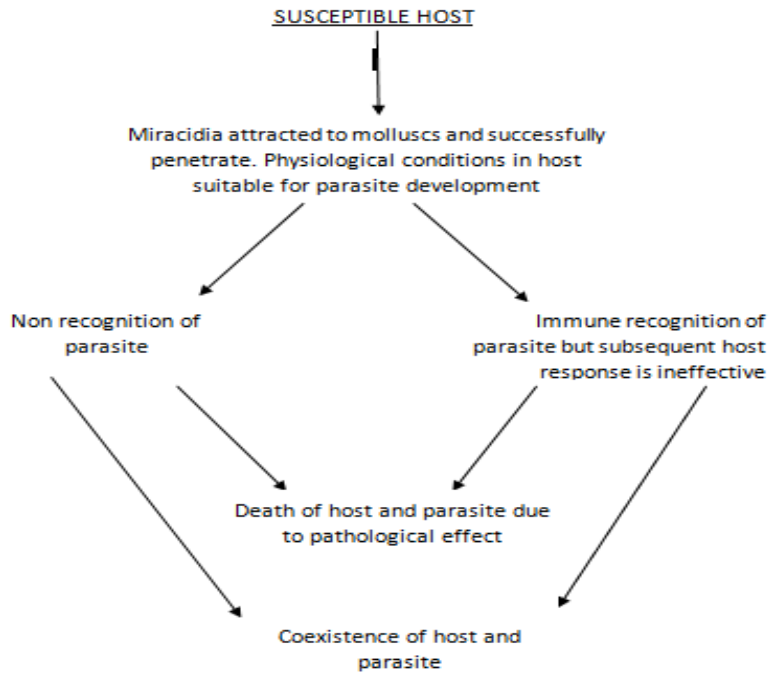 SUSCEPTIBLE HOST
Miracidia attracted to molluscs and successfully
penetrate. Physiological conditions in host
suitable for parasite development
Non recognition of
parasite
Immune recognition of
parasite but subsequent host
response is ineffective
Death of host and parasite due
to pathological effect
Coexistence of host and
parasite